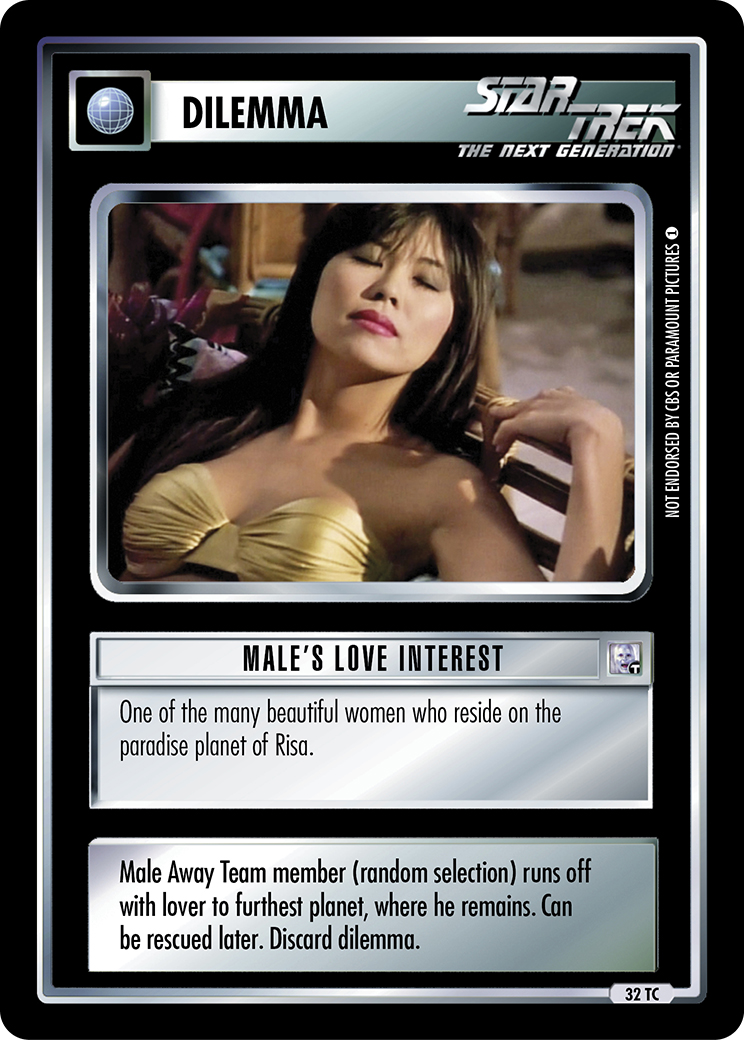 DILEMMA
STAR TREK
THE NEXT GENERATION
NOT ENDORSED BY CBS OR PARAMOUNT PICTURES 1
MALE'S LOVE INTEREST
T
One of the many beautiful women who reside on the
paradise planet of Risa.
Male Away Team member (random selection) runs off
with lover to furthest planet, where he remains. Can
be rescued later. Discard dilemma.
32 TC